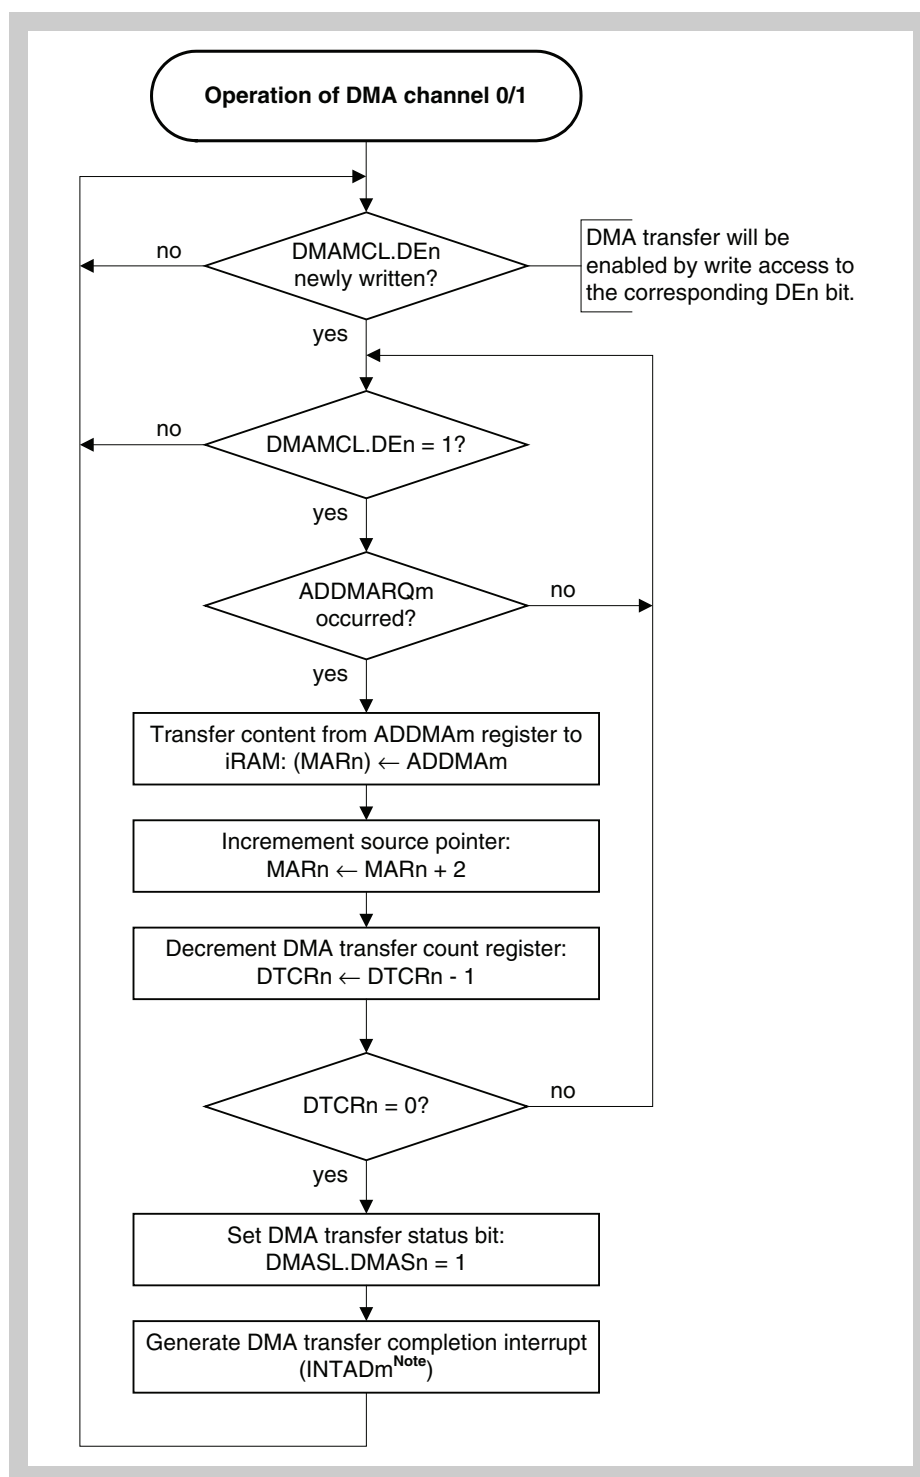 Operation of DMA channel 0/1
no
DMAMCL.DEn
newly written?
DMA transfer will be
enabled by write access to
the corresponding DEn bit.
yes
no
DMAMCL.DEn = 1?
yes
ADDMARQm
occurred?
no
yes
Transfer content from ADDMAm register to
iRAM: (MARn) ← ADDMAm
Incremement source pointer:
MARn ← MARn + 2
Decrement DMA transfer count register:
DTCRn ← DTCRn - 1
DTCRn = 0?
no
yes
Set DMA transfer status bit:
DMASL.DMASn = 1
Generate DMA transfer completion interrupt
(INTADmNote)